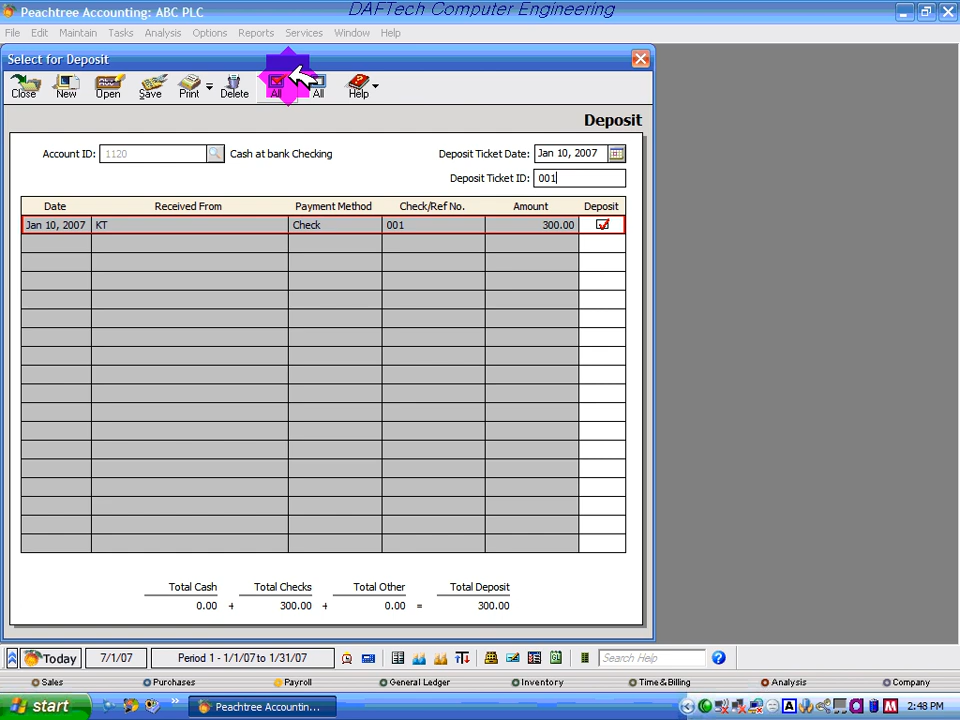 Peachtree Accounting: ABC PLC
DAFTech Computer Engineering
File Edit Maintain Tasks Analysis Options Reports Services Window Help
Select for Deposit
Close New Open Save Print Delete All All Help
Deposit
Account ID: 1120 Cash at bank Checking Deposit Ticket Date: Jan 10, 2007
Deposit Ticket ID: 001
Date Received From Payment Method Check/Ref No. Amount Deposit
Jan 10, 2007 KT Check 001 300.00
Total Cash Total Checks Total Other Total Deposit
0.00 + 300.00 + 0.00 = 300.00
Today 7/1/07 Period 1 - 1/1/07 to 1/31/07 Search Help
Sales Purchases Payroll General Ledger Inventory Time & Billing Analysis Company
start Peachtree Accountin... 2:48 PM